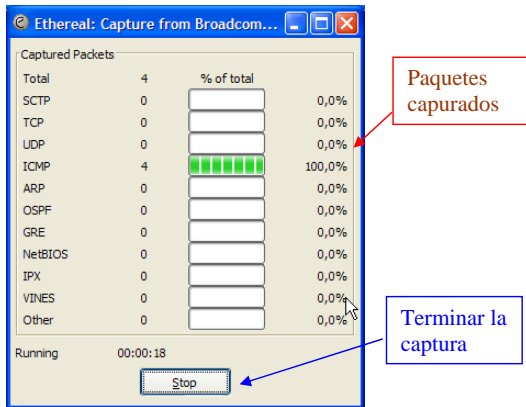 Ethereal: Capture from Broadcom...
Captured Packets
Total 4 % of total
SCTP 0 0,0%
TCP 0 0,0%
UDP 0 0,0%
ICMP 4 100,0%
ARP 0 0,0%
OSPF 0 0,0%
GRE 0 0,0%
NetBIOS 0 0,0%
IPX 0 0,0%
VINES 0 0,0%
Other 0 0,0%
Running 00:00:18
Stop
Paquetes
capurados
Terminar la
captura